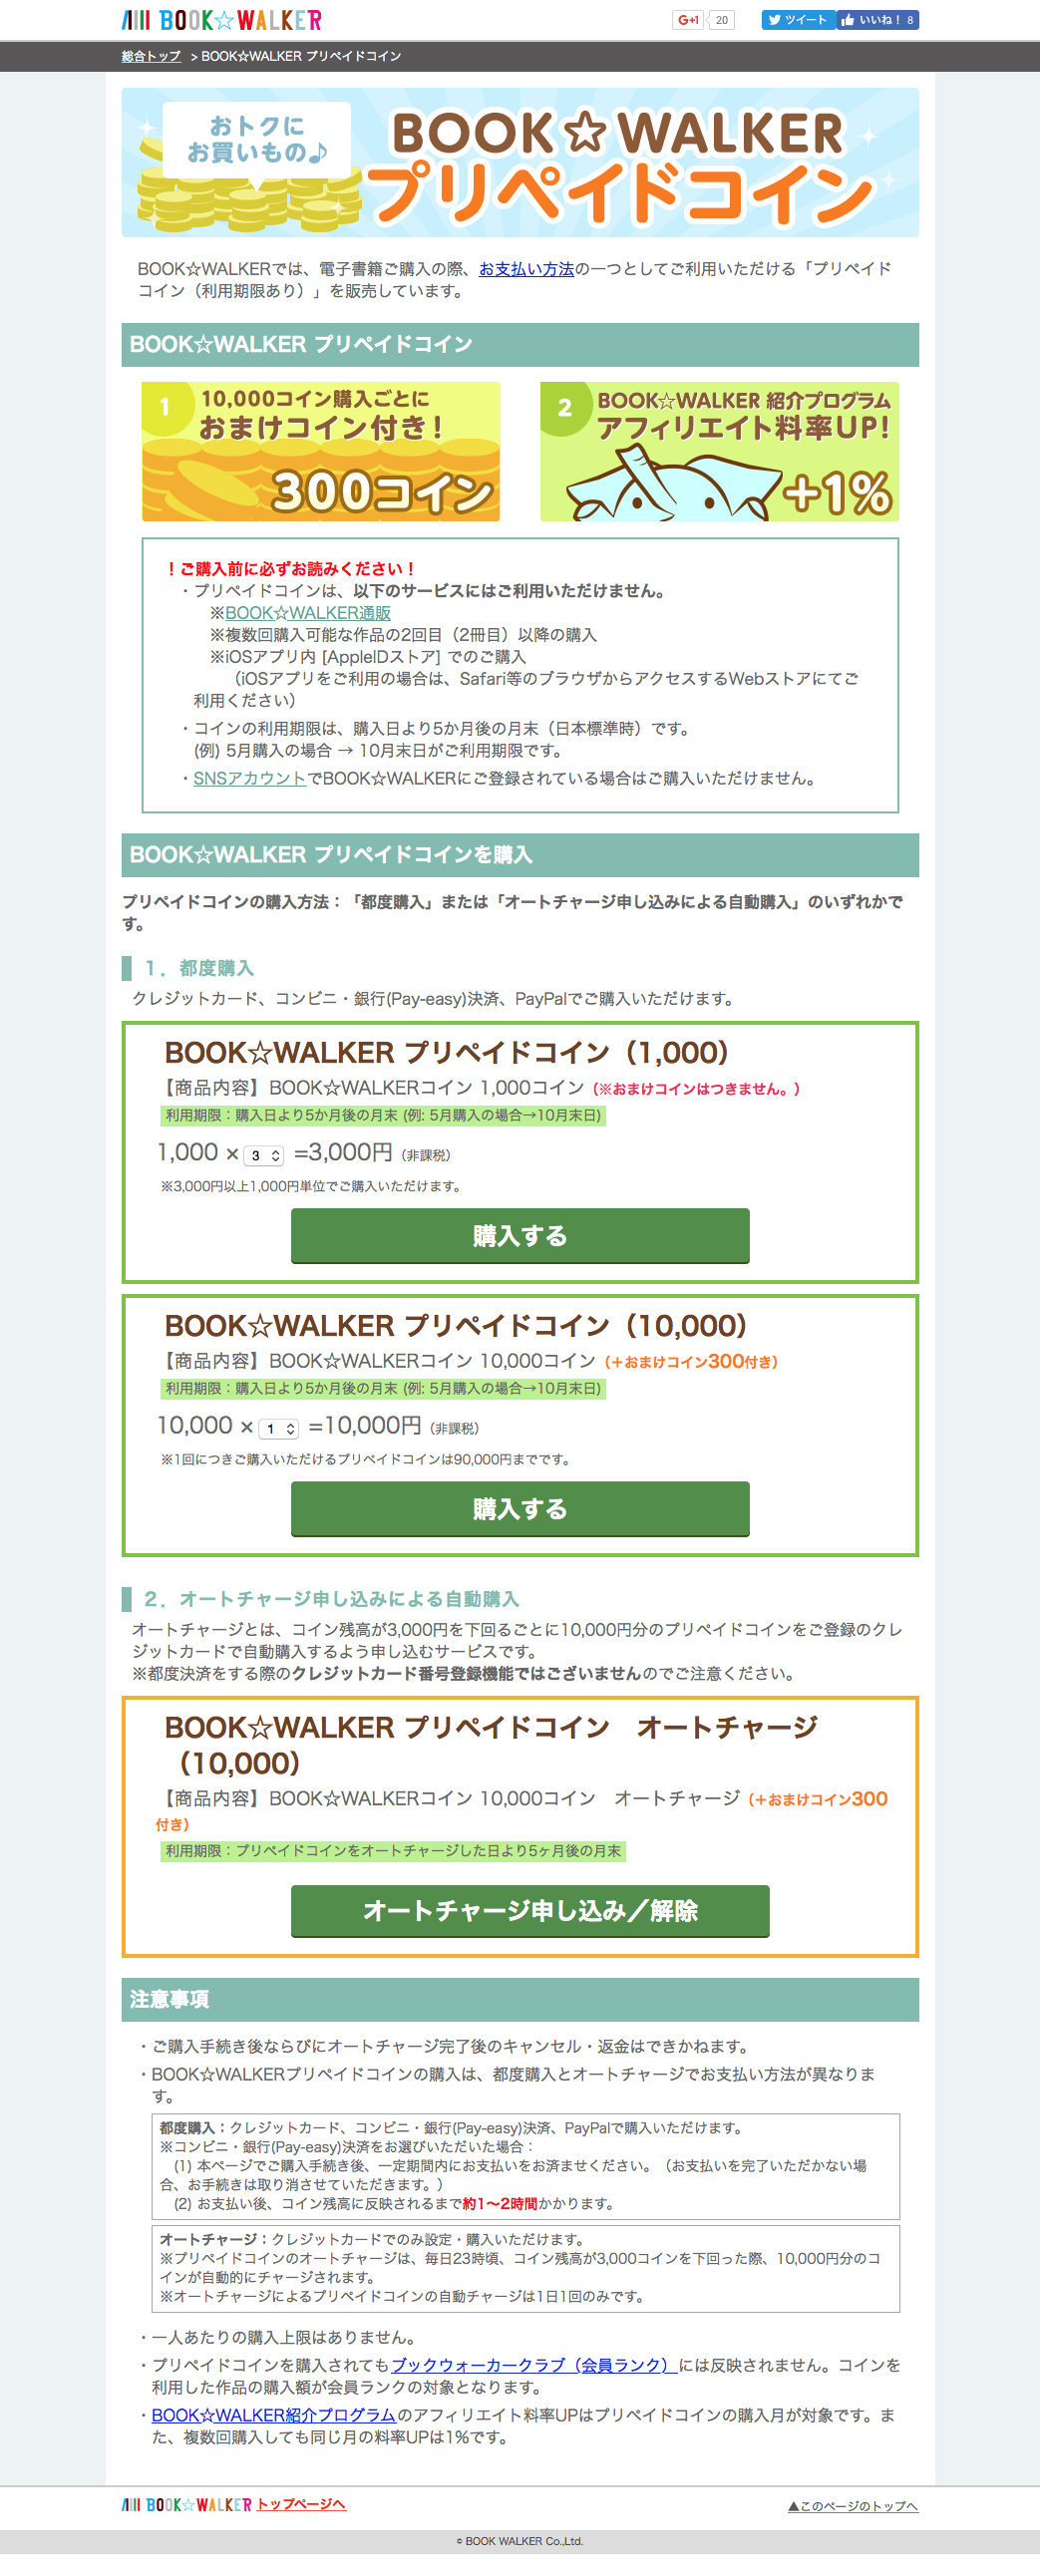 BOOK☆WALKER
G+1 20 ツイート いいね！ 8
総合トップ > BOOK☆WALKER プリペイドコイン
おトクに
お買いもの♪
BOOK☆WALKER
プリペイドコイン
BOOK☆WALKERでは、電子書籍ご購入の際、お支払い方法の一つとしてご利用いただける「プリペイド
コイン（利用期限あり）」を販売しています。
BOOK☆WALKER プリペイドコイン
1 10,000コイン購入ごとに
おまけコイン付き！
300コイン
2 BOOK☆WALKER 紹介プログラム
アフィリエイト料率UP!
+1%
！ご購入前に必ずお読みください！
・プリペイドコインは、以下のサービスにはご利用いただけません。
※BOOK☆WALKER通販
※複数回購入可能な作品の2回目（2冊目）以降の購入
※iOSアプリ内 [AppleIDストア] でのご購入
（iOSアプリをご利用の場合は、Safari等のブラウザからアクセスするWebストアにてご
利用ください）
・コインの利用期限は、購入日より5か月後の月末（日本標準時）です。
(例) 5月購入の場合 → 10月末日がご利用期限です。
・SNSアカウントでBOOK☆WALKERにご登録されている場合はご購入いただけません。
BOOK☆WALKER プリペイドコインを購入
プリペイドコインの購入方法：「都度購入」または「オートチャージ申し込みによる自動購入」のいずれかで
す。
１．都度購入
クレジットカード、コンビニ・銀行(Pay-easy)決済、PayPalでご購入いただけます。
BOOK☆WALKER プリペイドコイン（1,000）
【商品内容】BOOK☆WALKERコイン 1,000コイン（※おまけコインはつきません。）
利用期限：購入日より5か月後の月末 (例: 5月購入の場合→10月末日)
1,000 × 3 =3,000円（非課税）
※3,000円以上1,000円単位でご購入いただけます。
購入する
BOOK☆WALKER プリペイドコイン（10,000）
【商品内容】BOOK☆WALKERコイン 10,000コイン（＋おまけコイン300付き）
利用期限：購入日より5か月後の月末 (例: 5月購入の場合→10月末日)
10,000 × 1 =10,000円（非課税）
※1回につきご購入いただけるプリペイドコインは90,000円までです。
購入する
２．オートチャージ申し込みによる自動購入
オートチャージとは、コイン残高が3,000円を下回るごとに10,000円分のプリペイドコインをご登録のクレ
ジットカードで自動購入するよう申し込むサービスです。
※都度決済をする際のクレジットカード番号登録機能ではございませんのでご注意ください。
BOOK☆WALKER プリペイドコイン　オートチャージ
（10,000）
【商品内容】BOOK☆WALKERコイン 10,000コイン　オートチャージ（＋おまけコイン300
付き）
利用期限：プリペイドコインをオートチャージした日より5ヶ月後の月末
オートチャージ申し込み／解除
注意事項
・ご購入手続き後ならびにオートチャージ完了後のキャンセル・返金はできかねます。
・BOOK☆WALKERプリペイドコインの購入は、都度購入とオートチャージでお支払い方法が異なりま
す。
都度購入：クレジットカード、コンビニ・銀行(Pay-easy)決済、PayPalで購入いただけます。
※コンビニ・銀行(Pay-easy)決済をお選びいただいた場合：
(1) 本ページでご購入手続き後、一定期間内にお支払いをお済ませください。（お支払いを完了いただかない場
合、お手続きは取り消させていただきます。）
(2) お支払い後、コイン残高に反映されるまで約1〜2時間かかります。
オートチャージ：クレジットカードでのみ設定・購入いただけます。
※プリペイドコインのオートチャージは、毎日23時頃、コイン残高が3,000コインを下回った際、10,000円分のコ
インが自動的にチャージされます。
※オートチャージによるプリペイドコインの自動チャージは1日1回のみです。
・一人あたりの購入上限はありません。
・プリペイドコインを購入されてもブックウォーカークラブ（会員ランク）には反映されません。コインを
利用した作品の購入額が会員ランクの対象となります。
・BOOK☆WALKER紹介プログラムのアフィリエイト料率UPはプリペイドコインの購入月が対象です。ま
た、複数回購入しても同じ月の料率UPは1%です。
BOOK☆WALKER トップページへ
▲このページのトップへ
© BOOK WALKER Co.,Ltd.